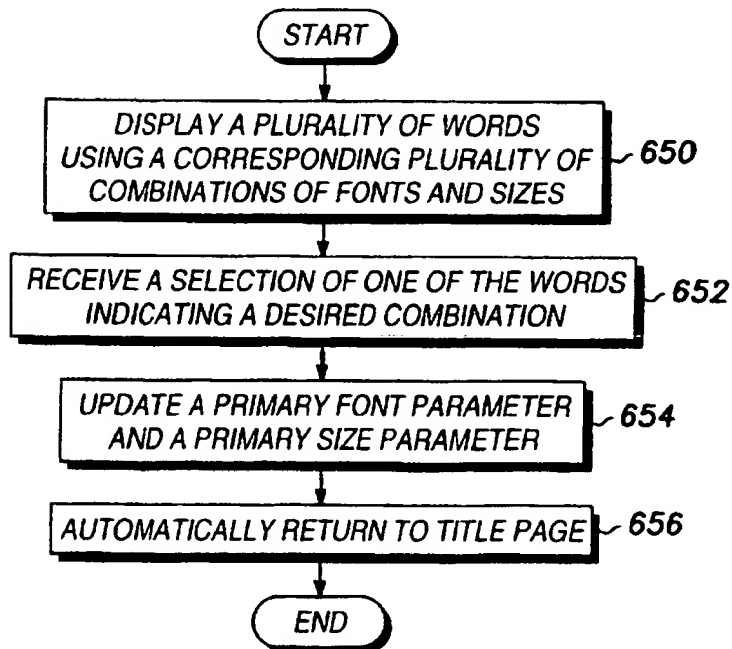 START
DISPLAY A PLURALITY OF WORDS
USING A CORRESPONDING PLURALITY OF
COMBINATIONS OF FONTS AND SIZES
650
RECEIVE A SELECTION OF ONE OF THE WORDS
INDICATING A DESIRED COMBINATION
652
UPDATE A PRIMARY FONT PARAMETER
AND A PRIMARY SIZE PARAMETER
654
AUTOMATICALLY RETURN TO TITLE PAGE
656
END